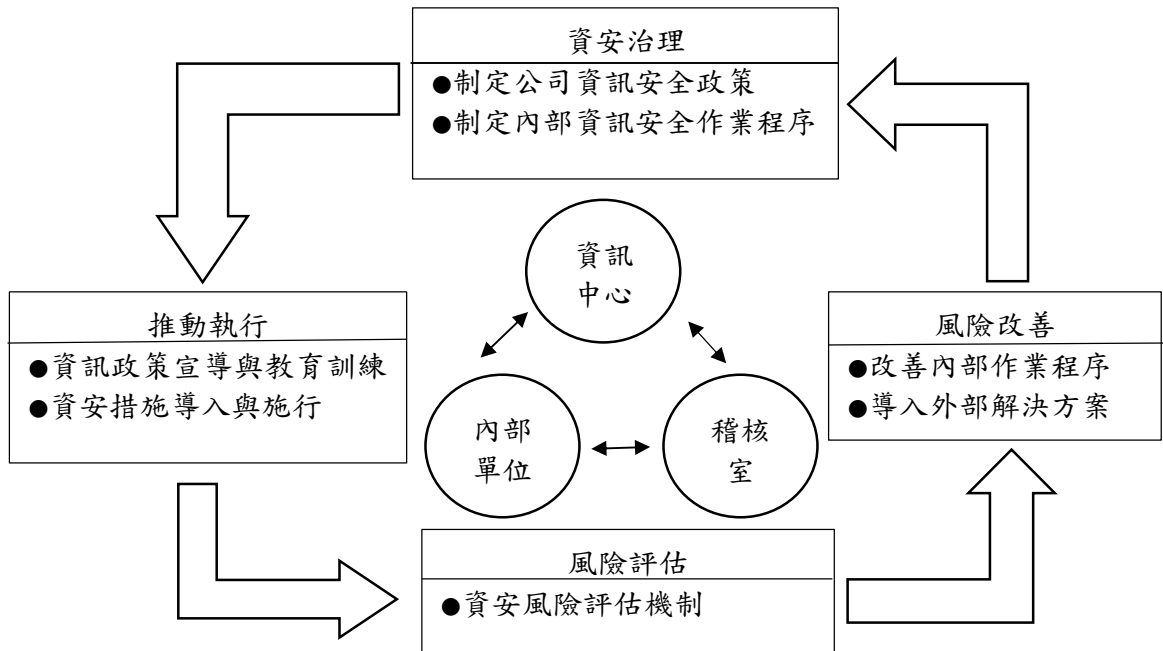 資安治理
●制定公司資訊安全政策
●制定內部資訊安全作業程序
資訊
中心
推動執行
●資訊政策宣導與教育訓練
●資安措施導入與施行
風險改善
●改善內部作業程序
●導入外部解決方案
內部
單位
稽核
室
風險評估
●資安風險評估機制